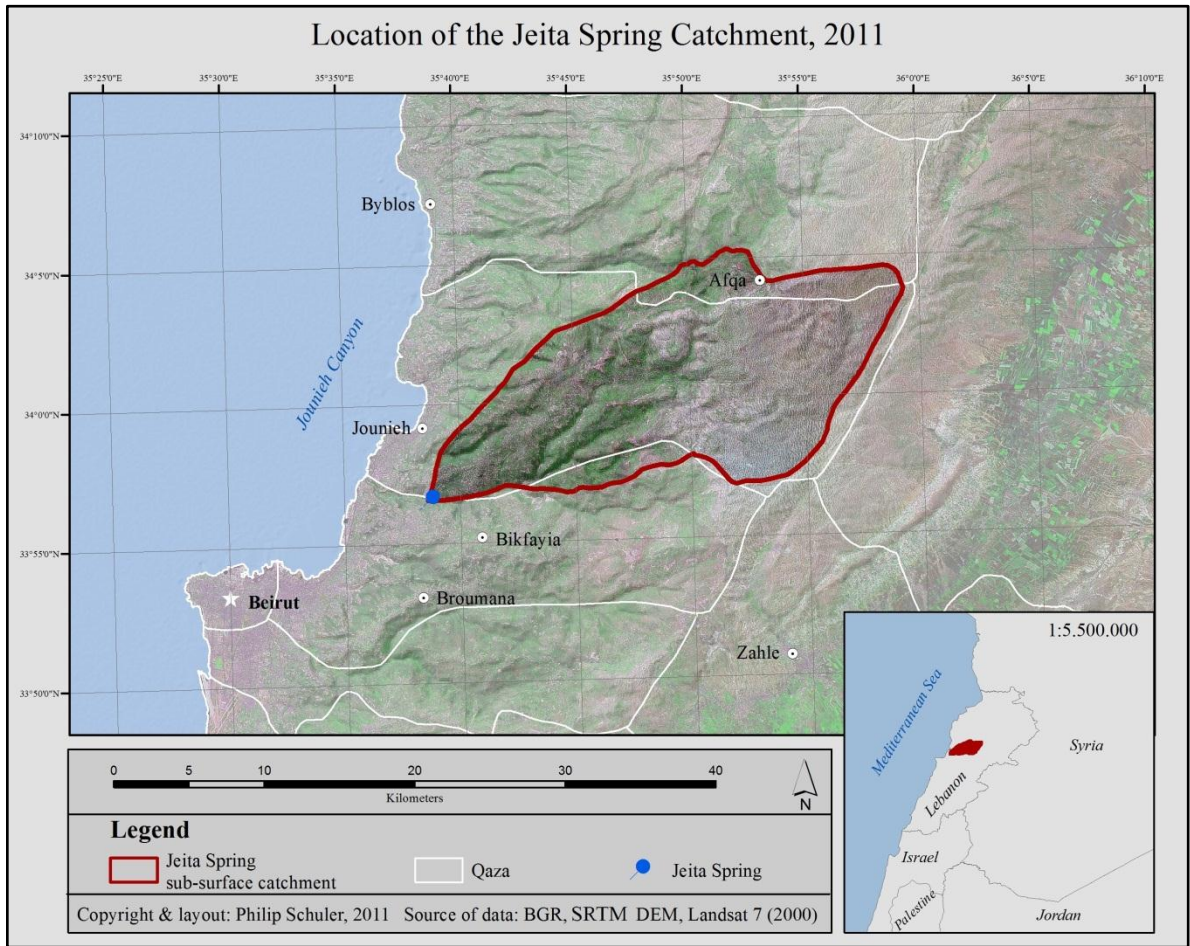 Location of the Jeita Spring Catchment, 2011
35°25'0"E 35°30'0"E 35°35'0"E 35°40'0"E 35°45'0"E 35°50'0"E 35°55'0"E 36°0'0"E 36°5'0"E 36°10'0"E
34°10'0"N
Byblos
34°5'0"N
Afqa
Jounieh Canyon
34°0'0"N
Jounieh
33°55'0"N
Bikfayia
Beirut
Broumana
Zahle
33°50'0"N
1:5.500.000
Mediterranean Sea
Syria
Lebanon
Israel
Palestine
Jordan
0 5 10 20 30 40
Kilometers
N
Legend
Jeita Spring
sub-surface catchment
Qaza
Jeita Spring
Copyright & layout: Philip Schuler, 2011 Source of data: BGR, SRTM DEM, Landsat 7 (2000)